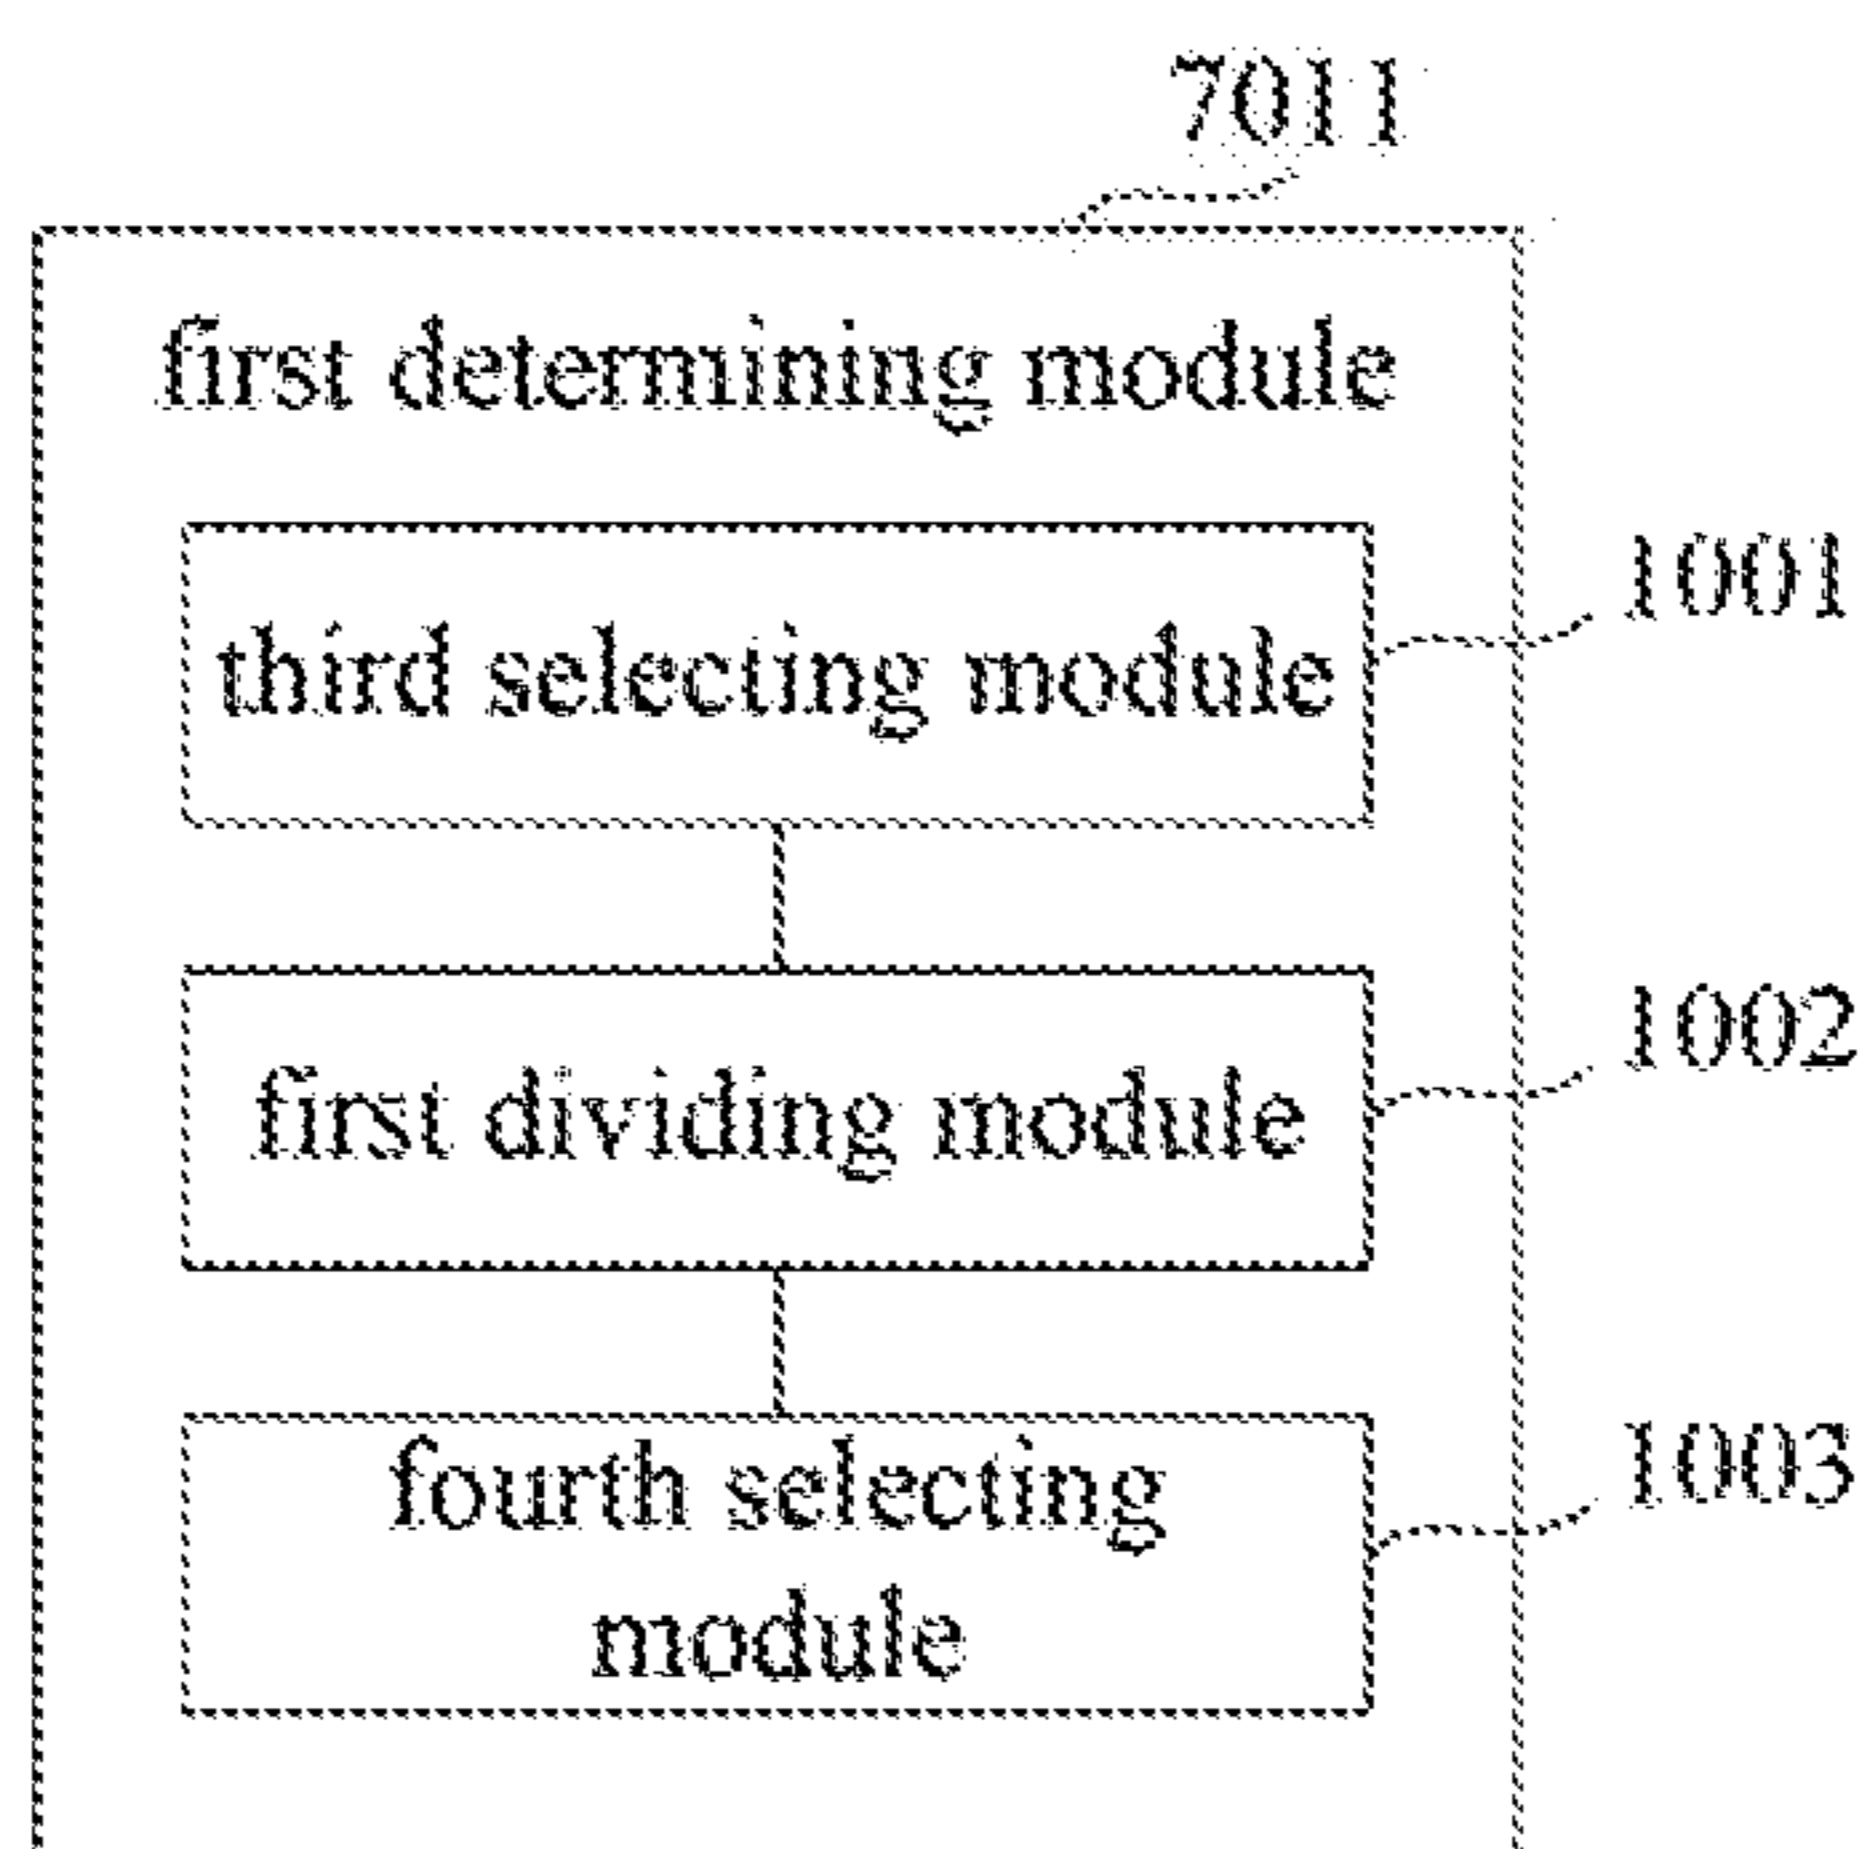 7011
first determining module
third selecting module
1001
first dividing module
1002
fourth selecting
module
1003